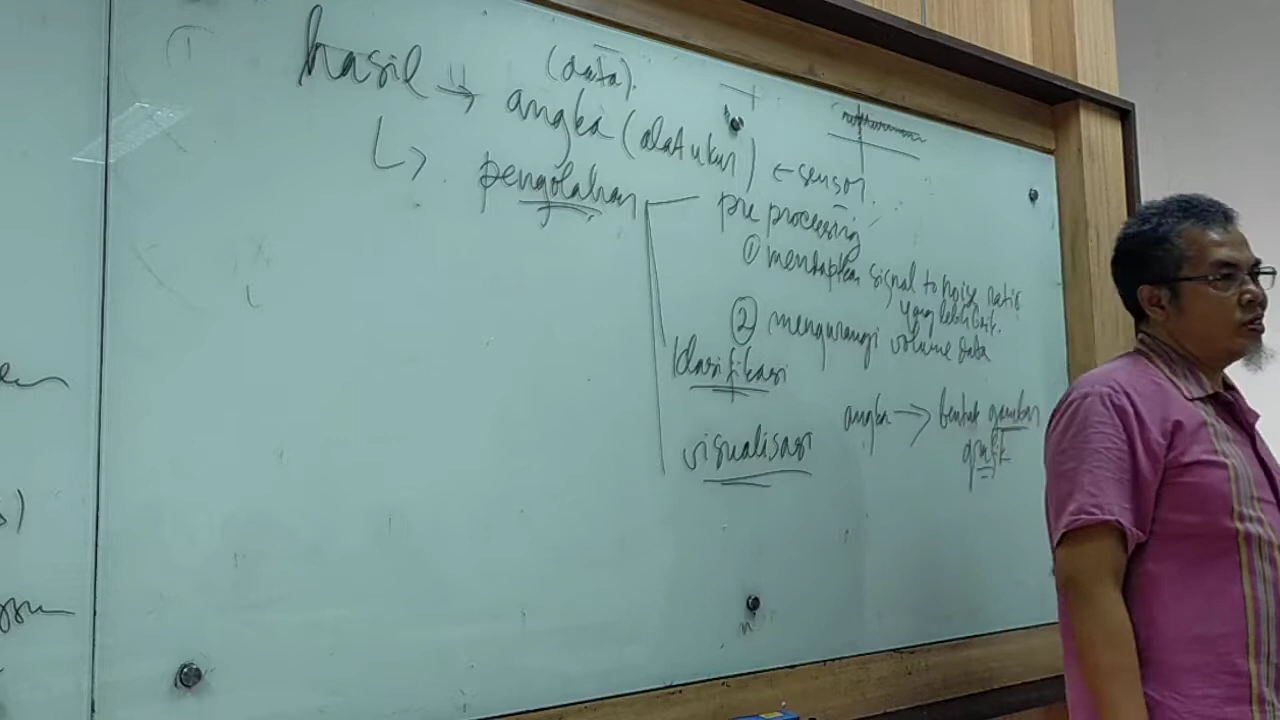 (data).
hasil → angka (alat ukur) ← sensor.
↳ pengolahan
pre processing
① mendaptkan signal to noise ratio
yang lebih baik.
② mengurangi volume data
klasifikasi
visualisasi
angka → bentuk gambar
grafik